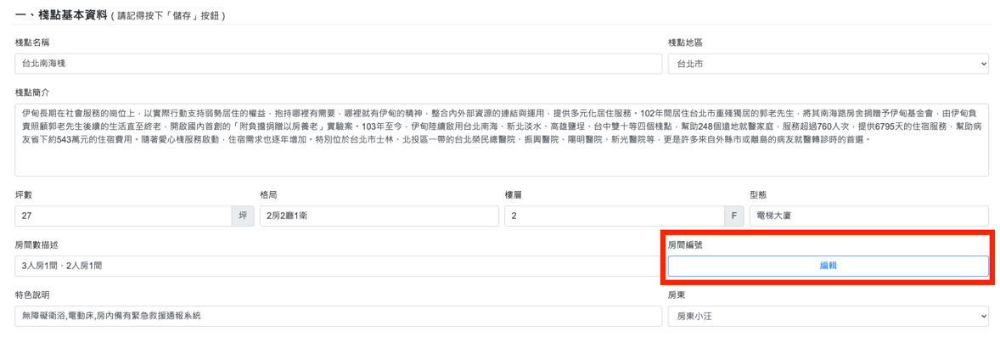 一、棧點基本資料（請記得按下「儲存」按鈕）
棧點名稱
棧點地區
台北南海棧
台北市
棧點簡介
伊甸長期在社會服務的崗位上，以實際行動支持弱勢居住的權益，抱持哪裡有需要，哪裡就有伊甸的精神，整合內外部資源的連結與運用，提供多元化居住服務。102年間居住台北市重殘獨居的郭老先生，將其南海路房舍捐贈予伊甸基金會，由伊甸負
責照顧郭老先生後續的生活直至終老，開啟國內首創的「附負擔捐贈以房養老」實驗案。103年至今，伊甸陸續啟用台北南海、新北淡水、高雄鹽埕、台中雙十等四個棧點，幫助248個遠地就醫家庭，服務超過760人次，提供6795天的住宿服務，幫助病
友省下約543萬元的住宿費用。隨著愛心棧服務啟動，住宿需求也逐年增加。特別位於台北市士林、北投區一帶的台北榮民總醫院、振興醫院、陽明醫院、新光醫院等，更是許多來自外縣市或離島的病友就醫轉診時的首選。
坪數
格局
樓層
型態
27
坪
2房2廳1衛
2
F
電梯大廈
房間數描述
房間編號
3人房1間、2人房1間
編輯
特色說明
房東
無障礙衛浴,電動床,房內備有緊急救援通報系統
房東小汪